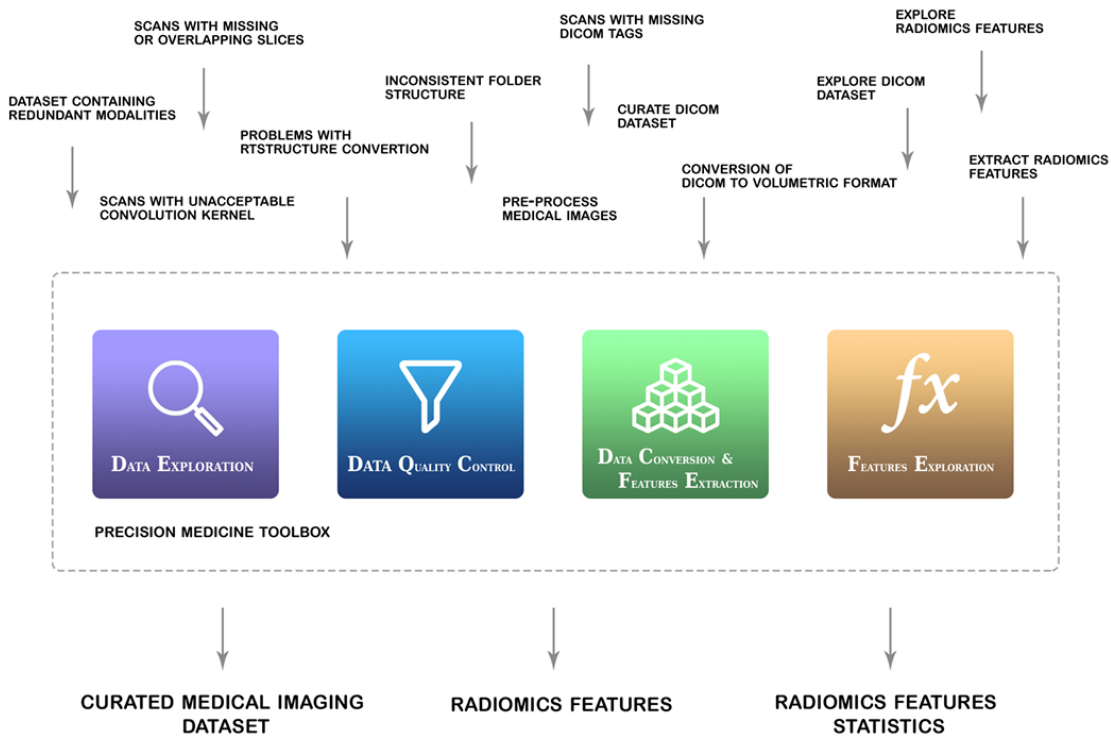 SCANS WITH MISSING
OR OVERLAPPING SLICES
SCANS WITH MISSING
DICOM TAGS
EXPLORE
RADIOMICS FEATURES
DATASET CONTAINING
REDUNDANT MODALITIES
INCONSISTENT FOLDER
STRUCTURE
EXPLORE DICOM
DATASET
CURATE DICOM
DATASET
PROBLEMS WITH
RTSTRUCTURE CONVERTION
CONVERSION OF
DICOM TO VOLUMETRIC FORMAT
EXTRACT RADIOMICS
FEATURES
SCANS WITH UNACCEPTABLE
CONVOLUTION KERNEL
PRE-PROCESS
MEDICAL IMAGES
fx
DATA EXPLORATION
DATA QUALITY CONTROL
DATA CONVERSION &
FEATURES EXTRACTION
FEATURES EXPLORATION
PRECISION MEDICINE TOOLBOX
CURATED MEDICAL IMAGING
DATASET
RADIOMICS FEATURES
RADIOMICS FEATURES
STATISTICS